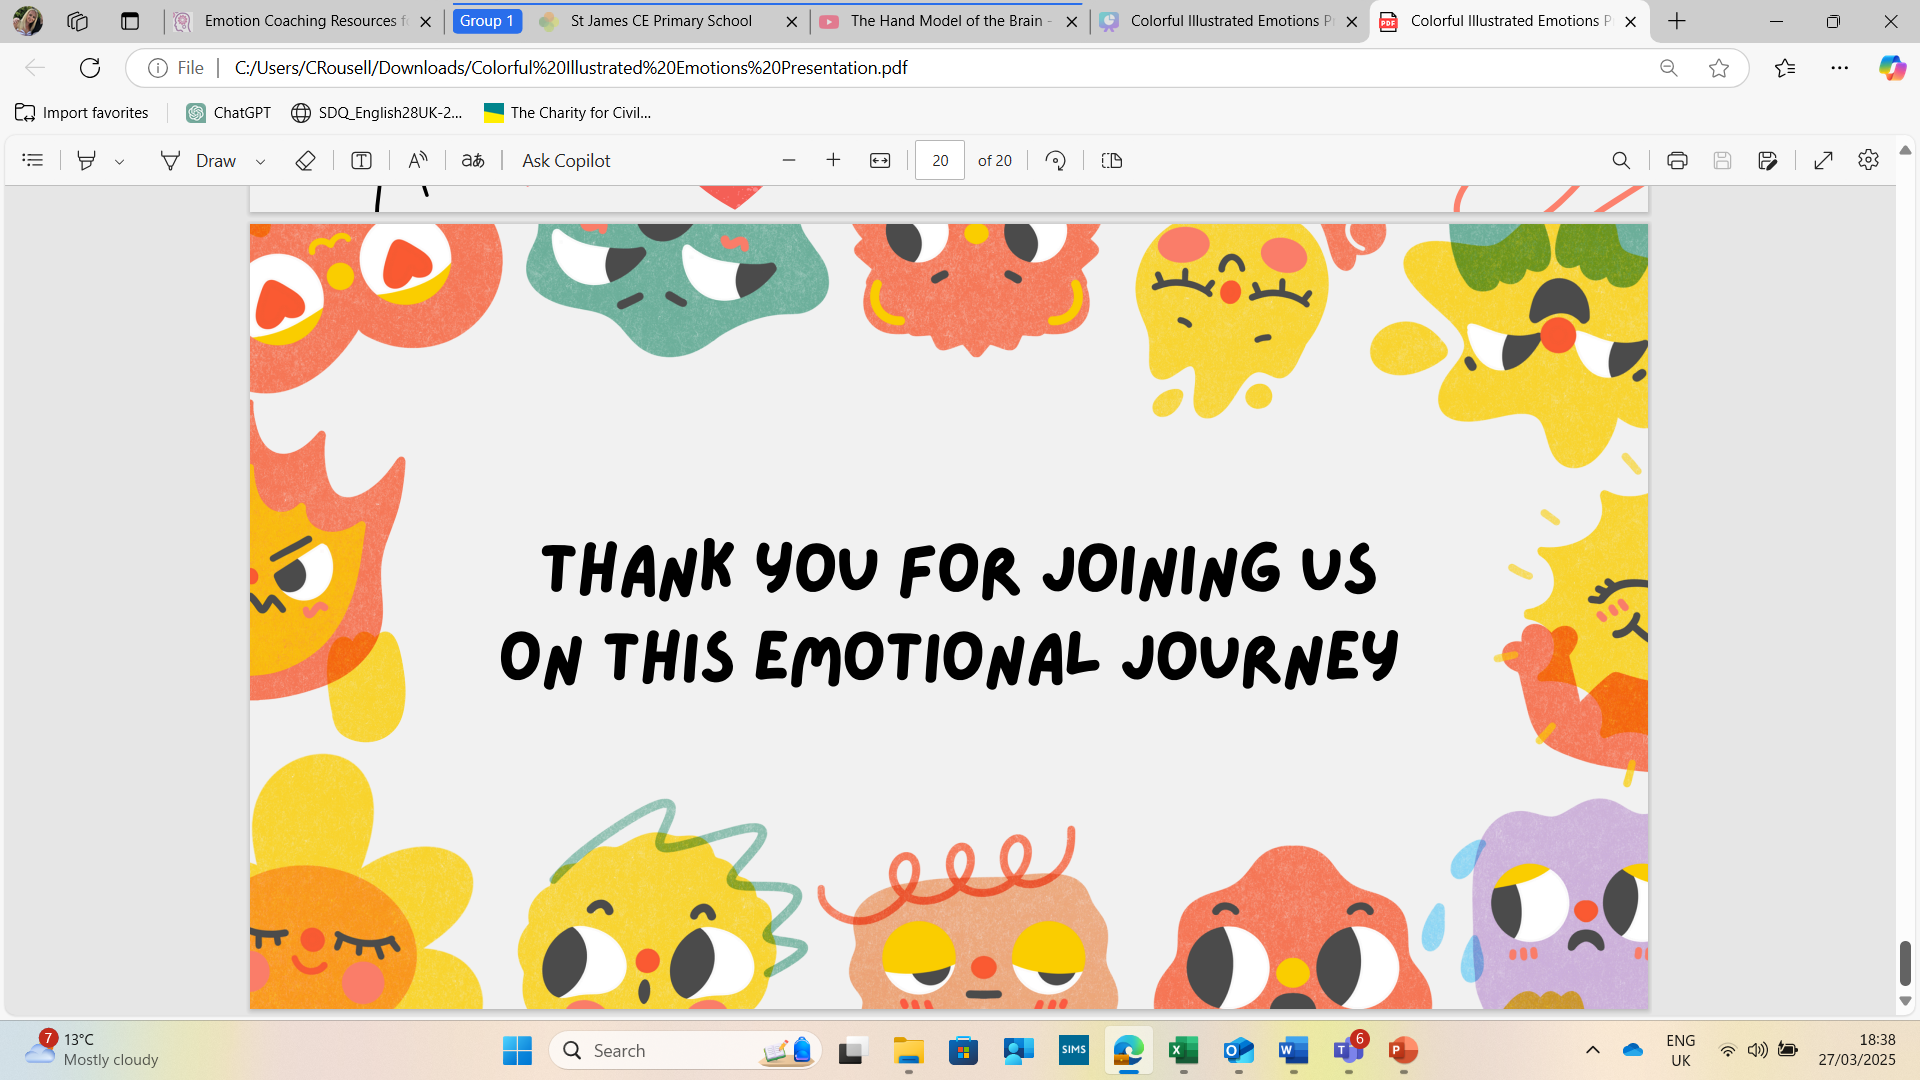 Emotion Coaching Resources f
Group 1
St James CE Primary School
The Hand Model of the Brain -
Colorful Illustrated Emotions P
Colorful Illustrated Emotions P
File
C:/Users/CRousell/Downloads/Colorful%20Illustrated%20Emotions%20Presentation.pdf
Import favorites
ChatGPT
SDQ_English28UK-2...
The Charity for Civil...
Draw
Ask Copilot
20
of 20
THANK YOU FOR JOINING US
ON THIS EMOTIONAL JOURNEY
7
13°C
Mostly cloudy
Search
SIMS
6
ENG
UK
18:38
27/03/2025